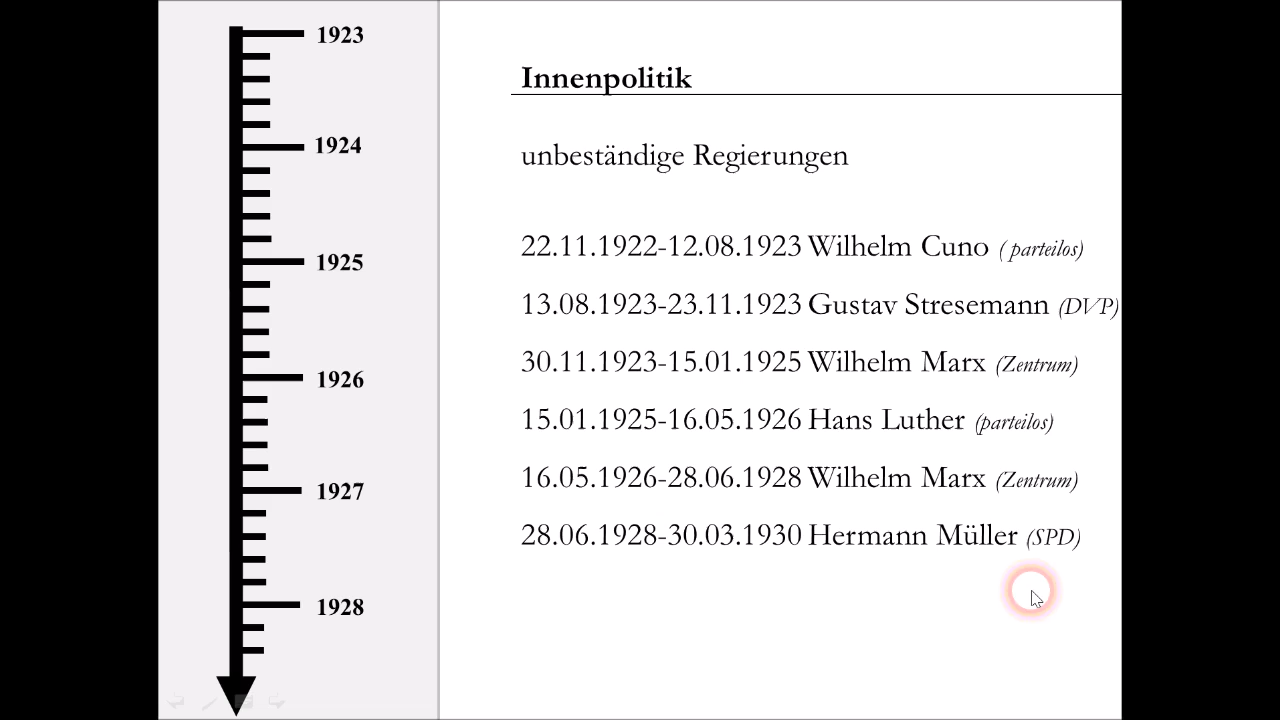 1923
1924
1925
1926
1927
1928
Innenpolitik
unbeständige Regierungen
22.11.1922-12.08.1923 Wilhelm Cuno ( parteilos)
13.08.1923-23.11.1923 Gustav Stresemann (DVP)
30.11.1923-15.01.1925 Wilhelm Marx (Zentrum)
15.01.1925-16.05.1926 Hans Luther (parteilos)
16.05.1926-28.06.1928 Wilhelm Marx (Zentrum)
28.06.1928-30.03.1930 Hermann Müller (SPD)